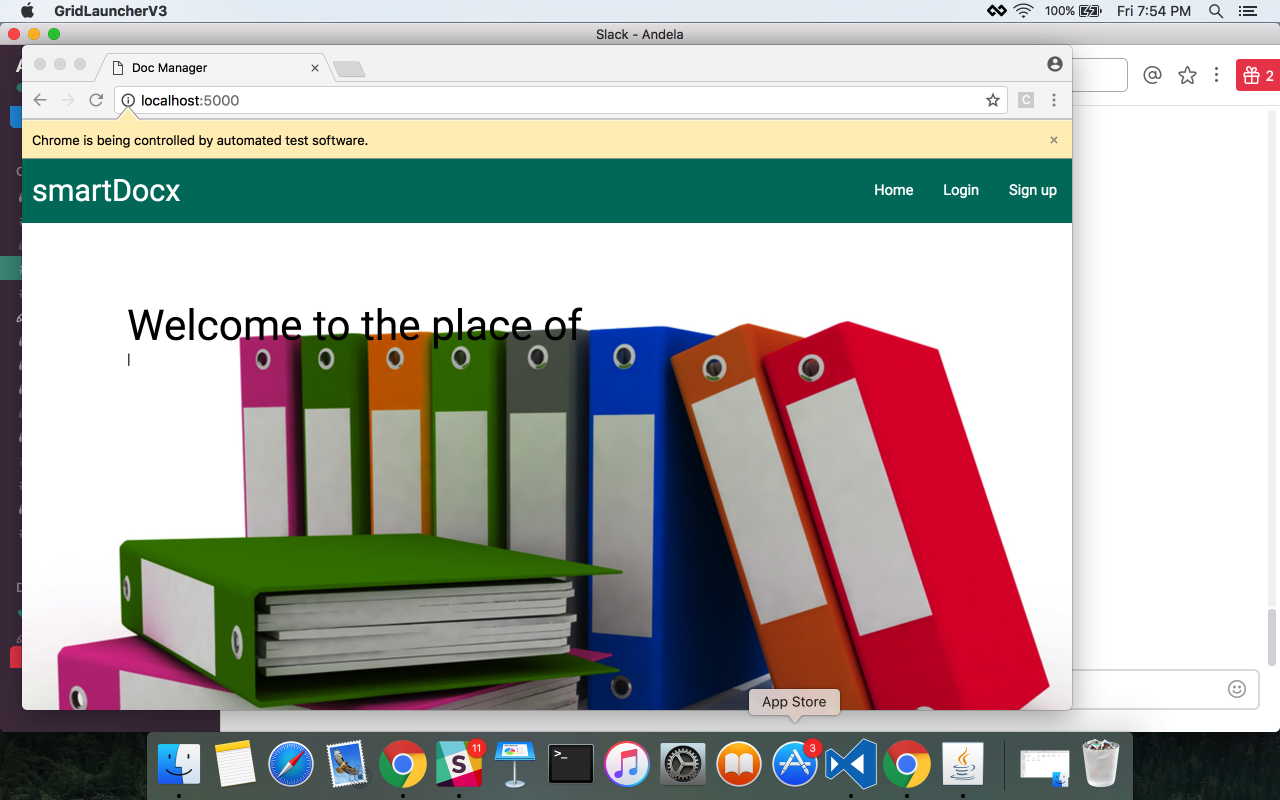 GridLauncherV3
100%
Fri 7:54 PM
Slack - Andela
Doc Manager
localhost:5000
C
2
Chrome is being controlled by automated test software.
smartDocx
Home
Login
Sign up
Welcome to the place of
App Store
11
S
>_
3